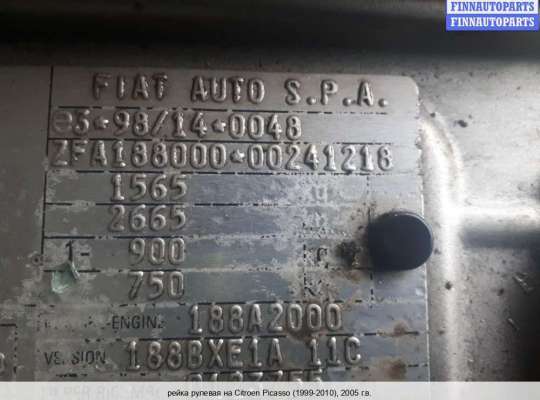 FINNAUTOPARTS
FINNAUTOPARTS
FIAT AUTO S.P.A.
e3*98/14*0048
ZFA188000*00241218
1565
2665
1- 900
750
ENGINE 188A2000
VERSION 188BXE1A 11C
рейка рулевая на Citroen Picasso (1999-2010), 2005 г.в.